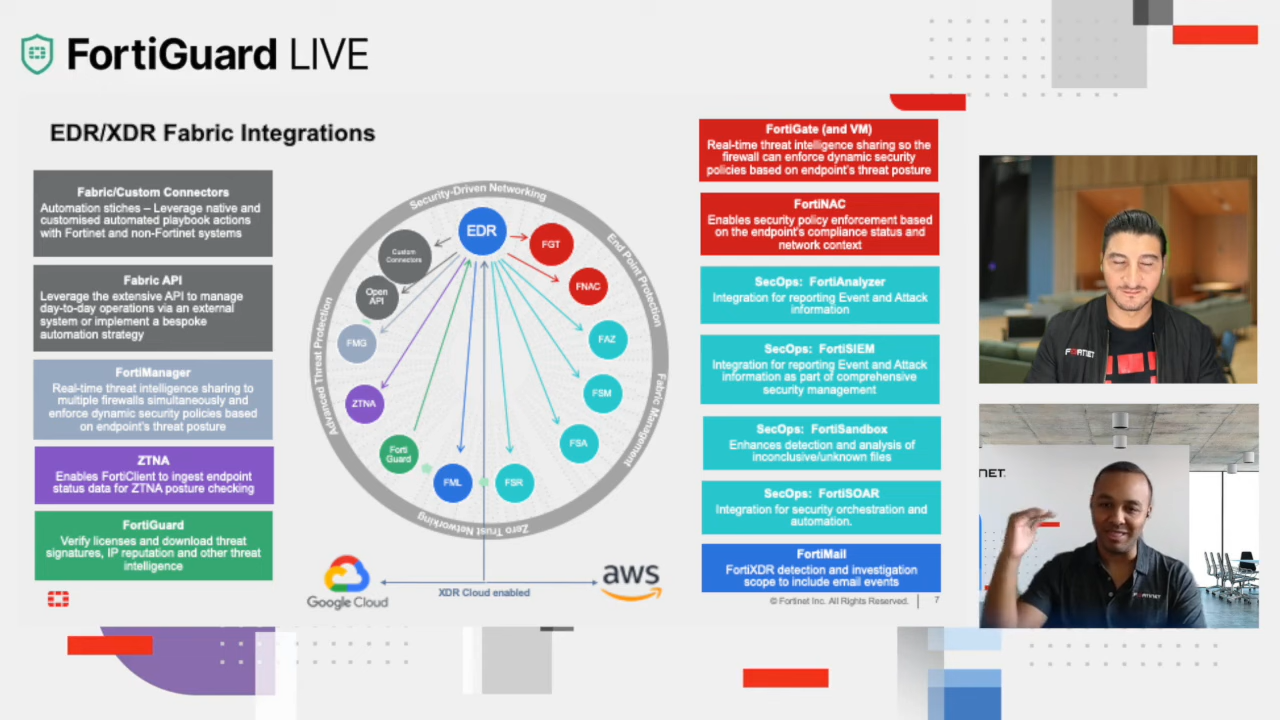 FortiGuard LIVE
EDR/XDR Fabric Integrations
Fabric/Custom Connectors
Automation stiches – Leverage native and
customised automated playbook actions
with Fortinet and non-Fortinet systems
Fabric API
Leverage the extensive API to manage
day-to-day operations via an external
system or implement a bespoke
automation strategy
FortiManager
Real-time threat intelligence sharing to
multiple firewalls simultaneously and
enforce dynamic security policies based
on endpoint's threat posture
ZTNA
Enables FortiClient to ingest endpoint
status data for ZTNA posture checking
FortiGuard
Verify licenses and download threat
signatures, IP reputation and other threat
intelligence
Security-Driven Networking
End Point Protection
Fabric Management
Zero Trust Networking
Advanced Threat Protection
EDR
FGT
FNAC
FAZ
FSM
FSA
FSR
FML
Forti
Guard
ZTNA
FMG
Open
API
Custom
Connectors
Google Cloud
XDR Cloud enabled
aws
FortiGate (and VM)
Real-time threat intelligence sharing so the
firewall can enforce dynamic security
policies based on endpoint's threat posture
FortiNAC
Enables security policy enforcement based
on the endpoint's compliance status and
network context
SecOps: FortiAnalyzer
Integration for reporting Event and Attack
information
SecOps: FortiSIEM
Integration for reporting Event and Attack
information as part of comprehensive
security management
SecOps: FortiSandbox
Enhances detection and analysis of
inconclusive/unknown files
SecOps: FortiSOAR
Integration for security orchestration and
automation.
FortiMail
FortiXDR detection and investigation
scope to include email events
© Fortinet Inc. All Rights Reserved. 7
FORTINET
NET
FORTINET